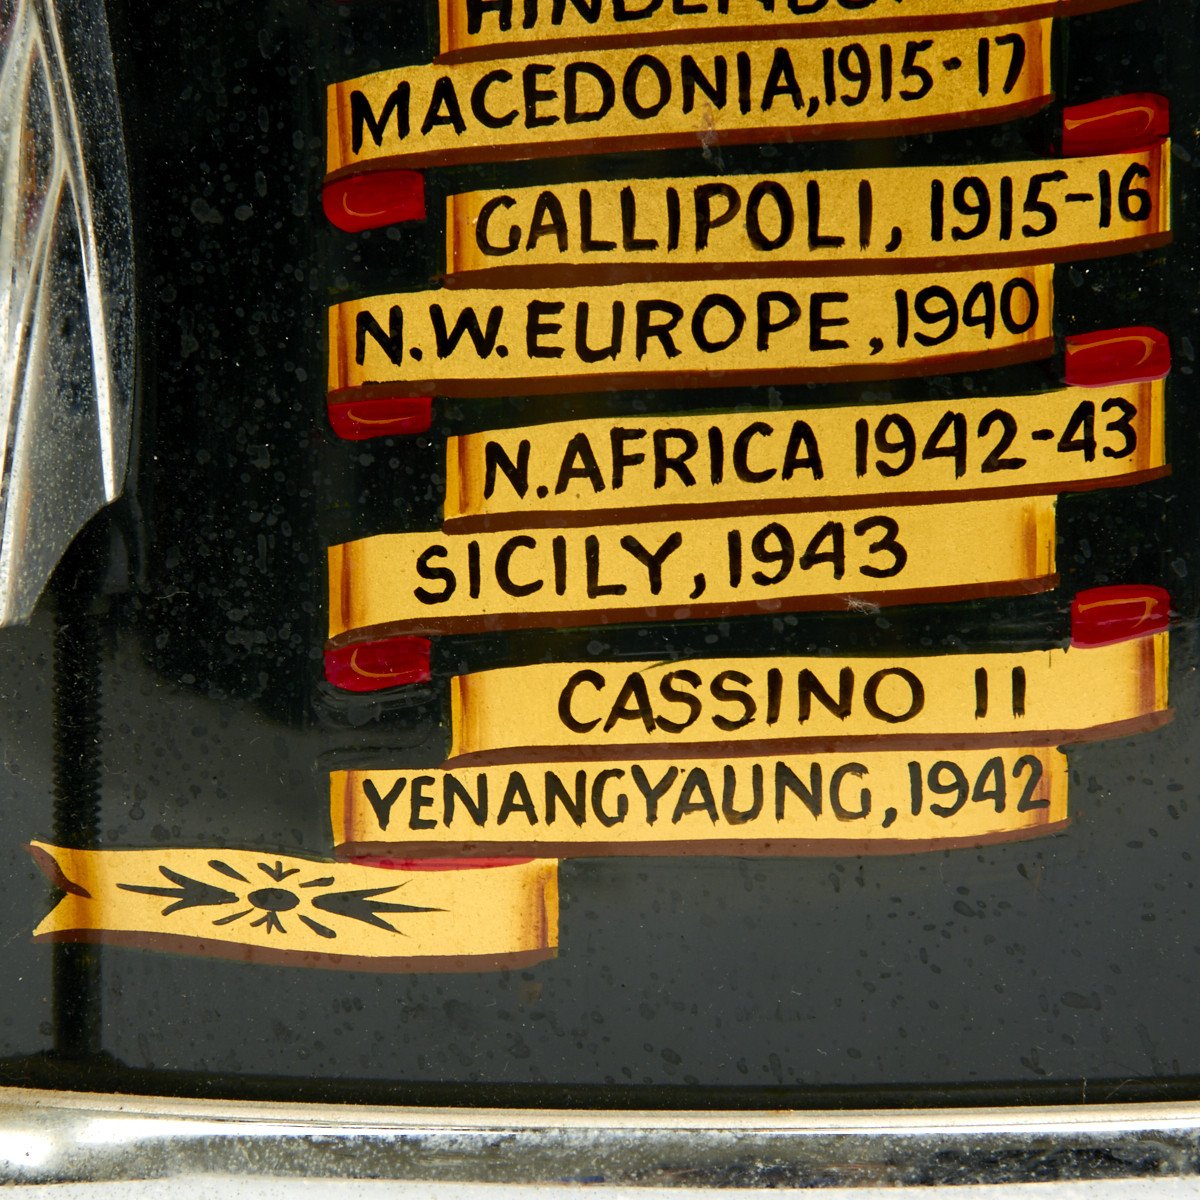 MACEDONIA, 1915-17
GALLIPOLI, 1915-16
N.W. EUROPE, 1940
N. AFRICA 1942-43
SICILY, 1943
CASSINO II
YENANGYAUNG, 1942